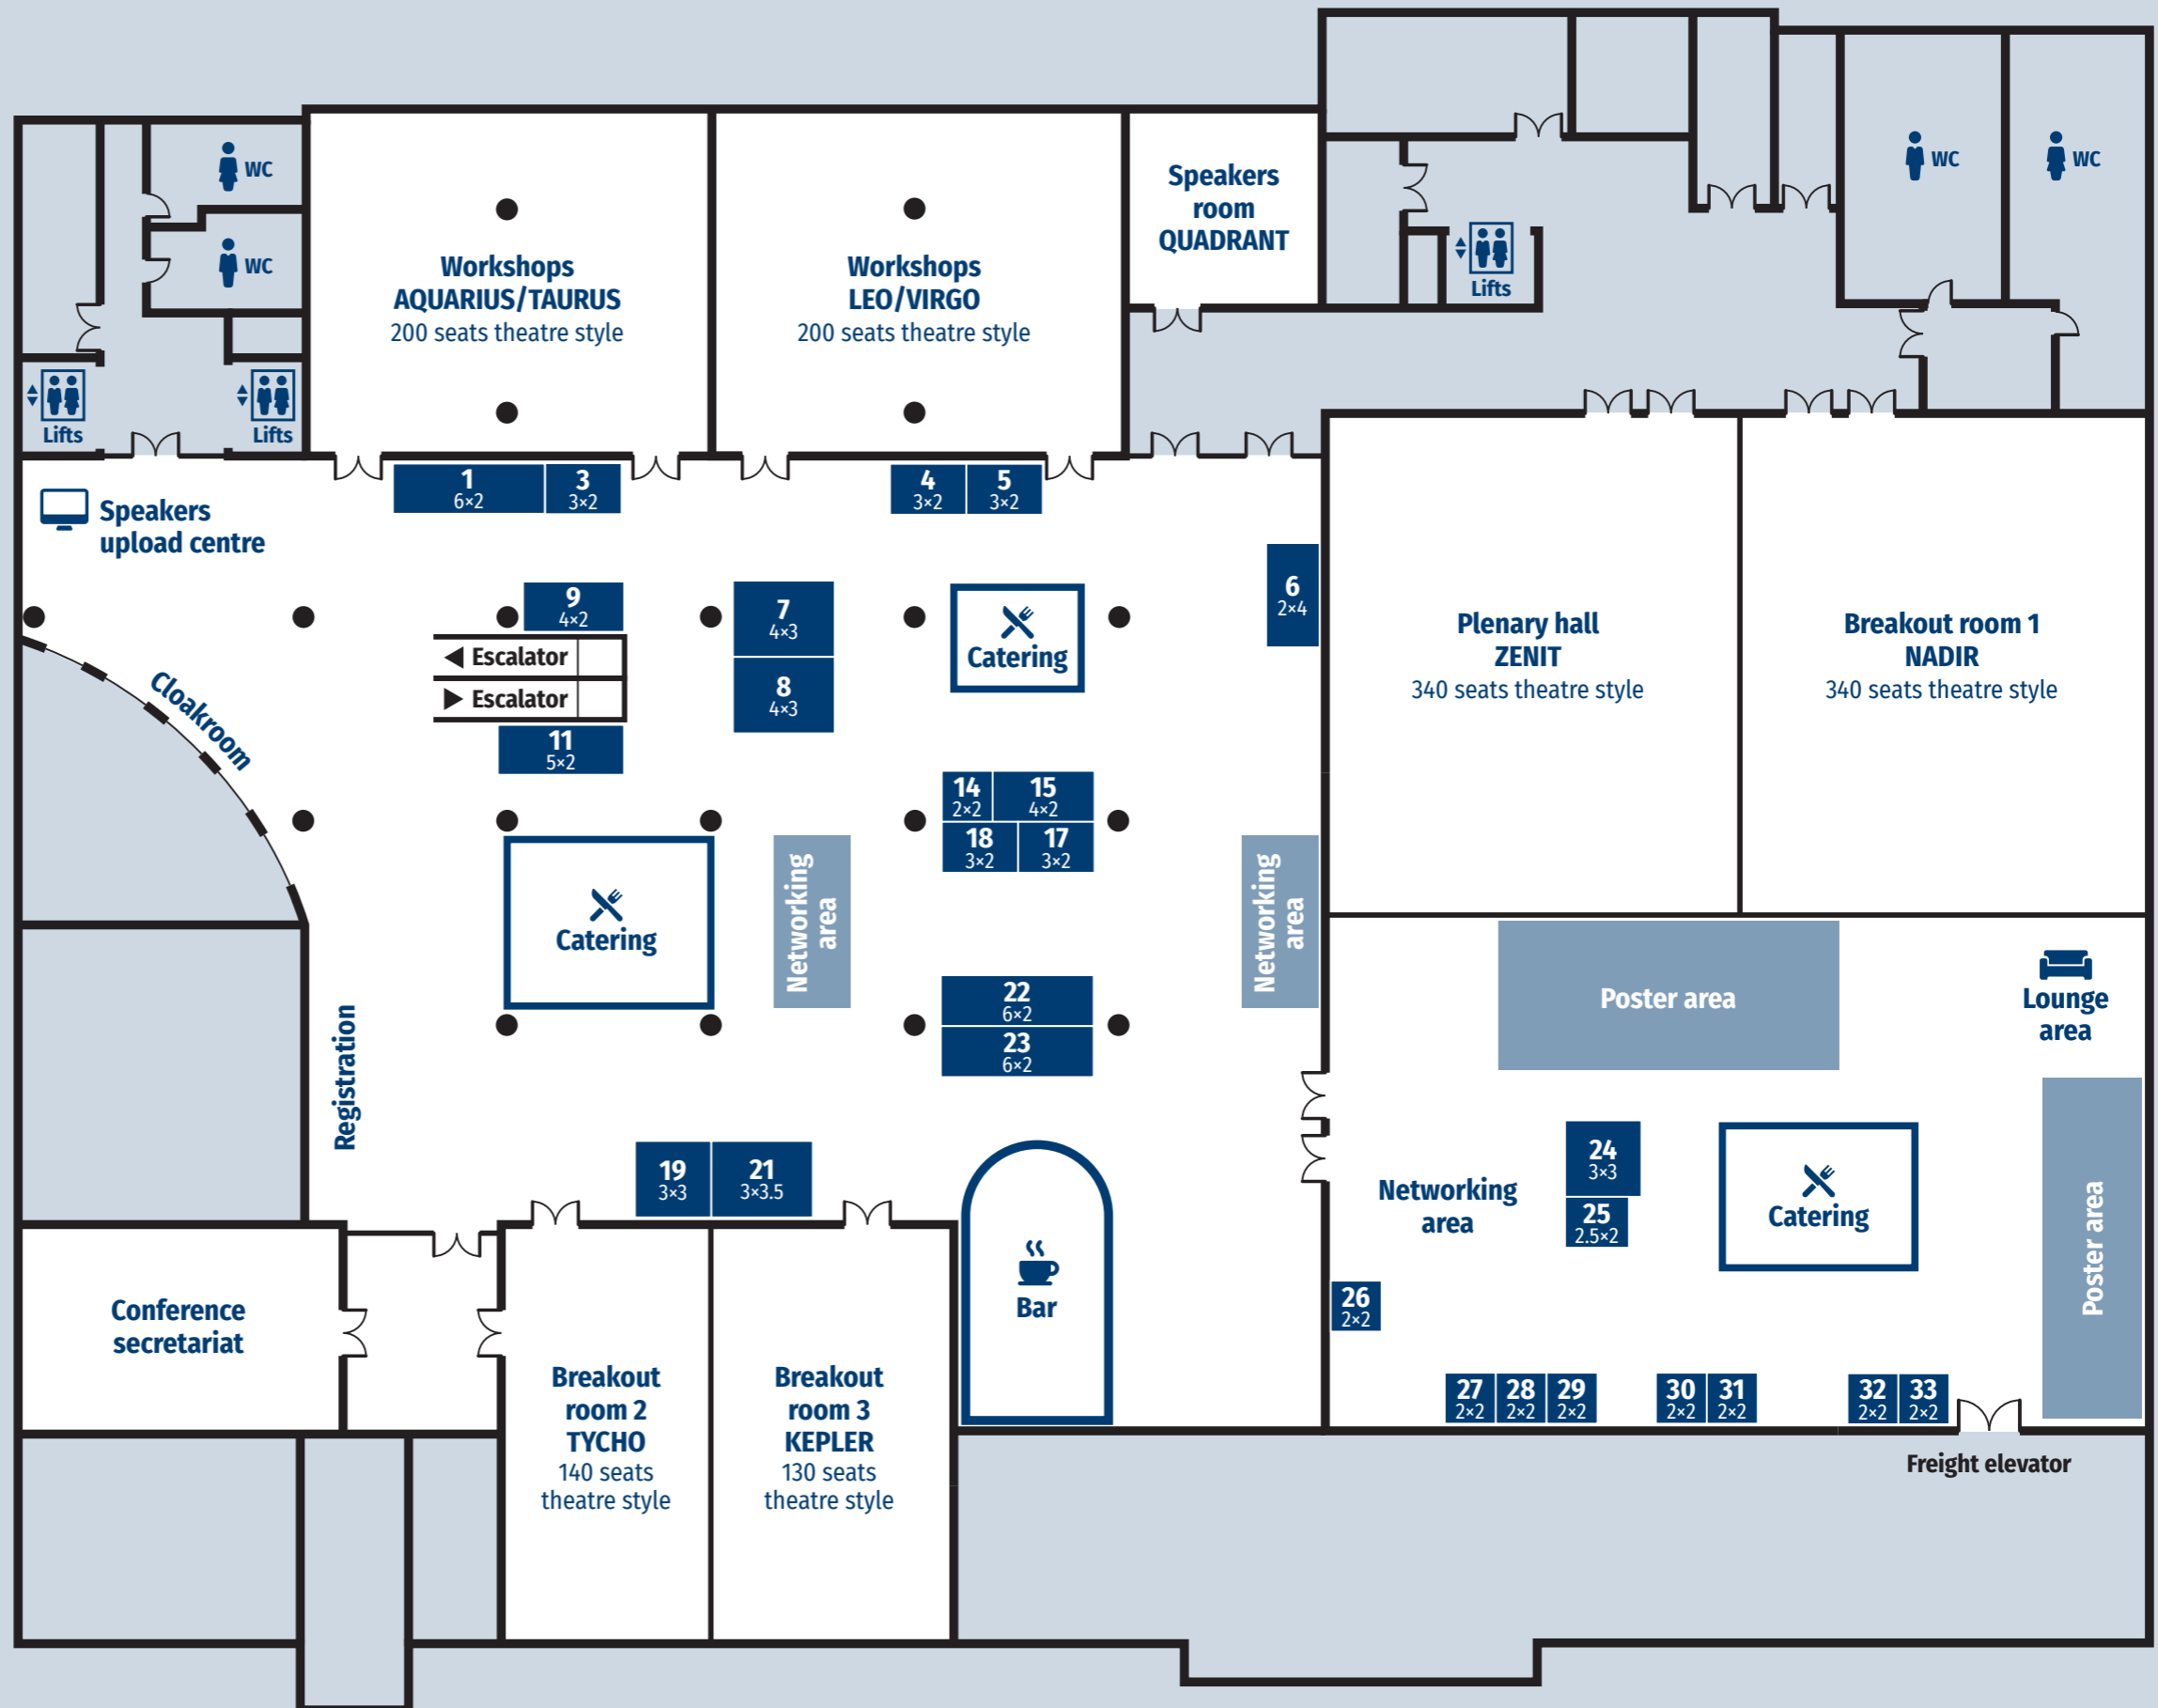 WC
WC
WC
WC
Speakers
room
QUADRANT
Workshops
AQUARIUS/TAURUS
200 seats theatre style
Workshops
LEO/VIRGO
200 seats theatre style
Lifts
Lifts
Lifts
1
6×2
3
3×2
4
3×2
5
3×2
Speakers
upload centre
6
2×4
9
4×2
7
4×3
Catering
Escalator
Escalator
8
4×3
Plenary hall
ZENIT
340 seats theatre style
Breakout room 1
NADIR
340 seats theatre style
Cloakroom
11
5×2
14
2×2
15
4×2
18
3×2
17
3×2
Catering
Networking
area
Networking
area
22
6×2
23
6×2
Poster area
Lounge
area
Registration
19
3×3
21
3×3.5
Networking
area
24
3×3
25
2.5×2
Catering
Poster area
Conference
secretariat
Bar
26
2×2
Breakout
room 2
TYCHO
140 seats
theatre style
Breakout
room 3
KEPLER
130 seats
theatre style
27
2×2
28
2×2
29
2×2
30
2×2
31
2×2
32
2×2
33
2×2
Freight elevator